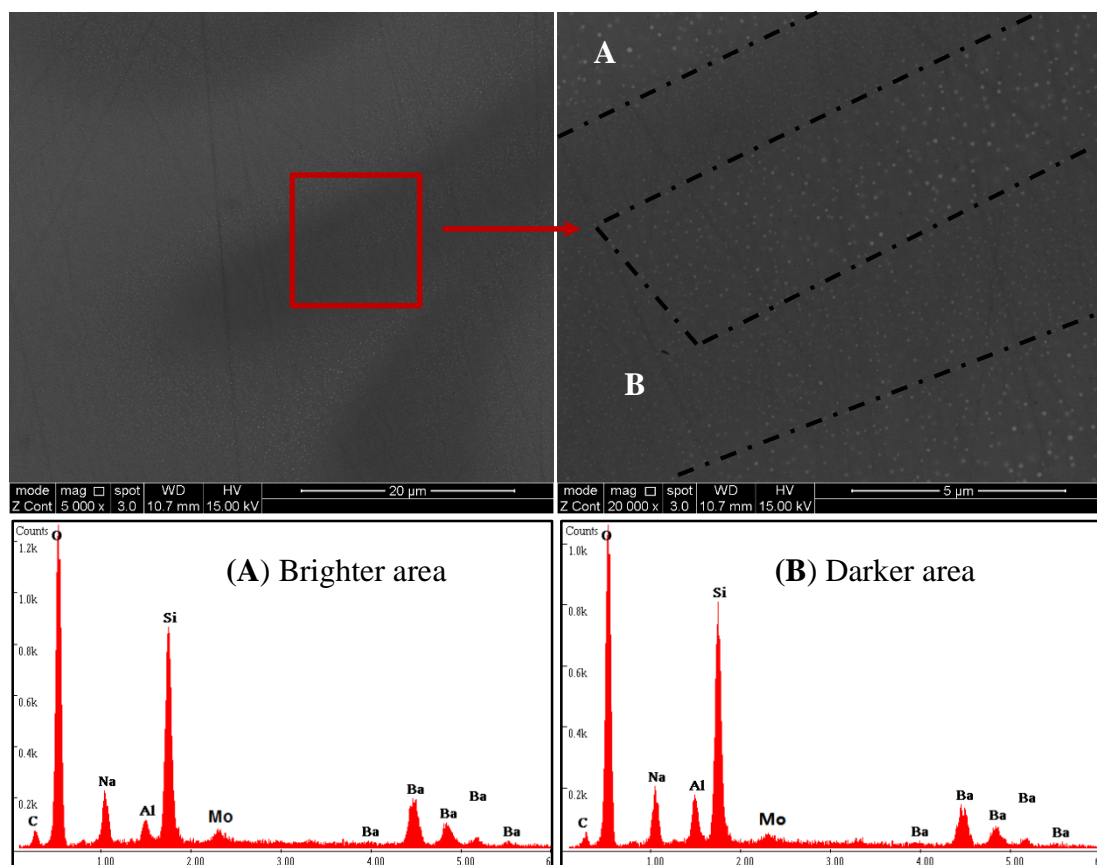 A
B
mode mag □ spot WD HV
Z Cont 5 000 x 3.0 10.7 mm 15.00 kV 20 µm
mode mag □ spot WD HV
Z Cont 20 000 x 3.0 10.7 mm 15.00 kV 5 µm
Counts
(A) Brighter area
O
1.2k
1.0k
0.8k
0.6k
0.4k
0.2k
C
Na
Al
Si
Mo
Ba
Ba
Ba
Ba
Ba
1.00
2.00
3.00
4.00
5.00
Counts
(B) Darker area
O
1.0k
0.8k
0.6k
0.4k
0.2k
C
Na
Al
Si
Mo
Ba
Ba
Ba
Ba
Ba
1.00
2.00
3.00
4.00
5.00